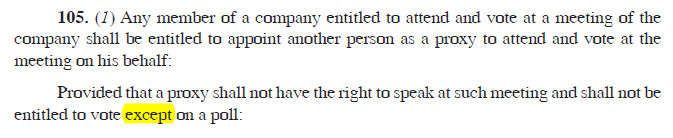 105. (1) Any member of a company entitled to attend and vote at a meeting of the
company shall be entitled to appoint another person as a proxy to attend and vote at the
meeting on his behalf:
Provided that a proxy shall not have the right to speak at such meeting and shall not be
entitled to vote except on a poll: